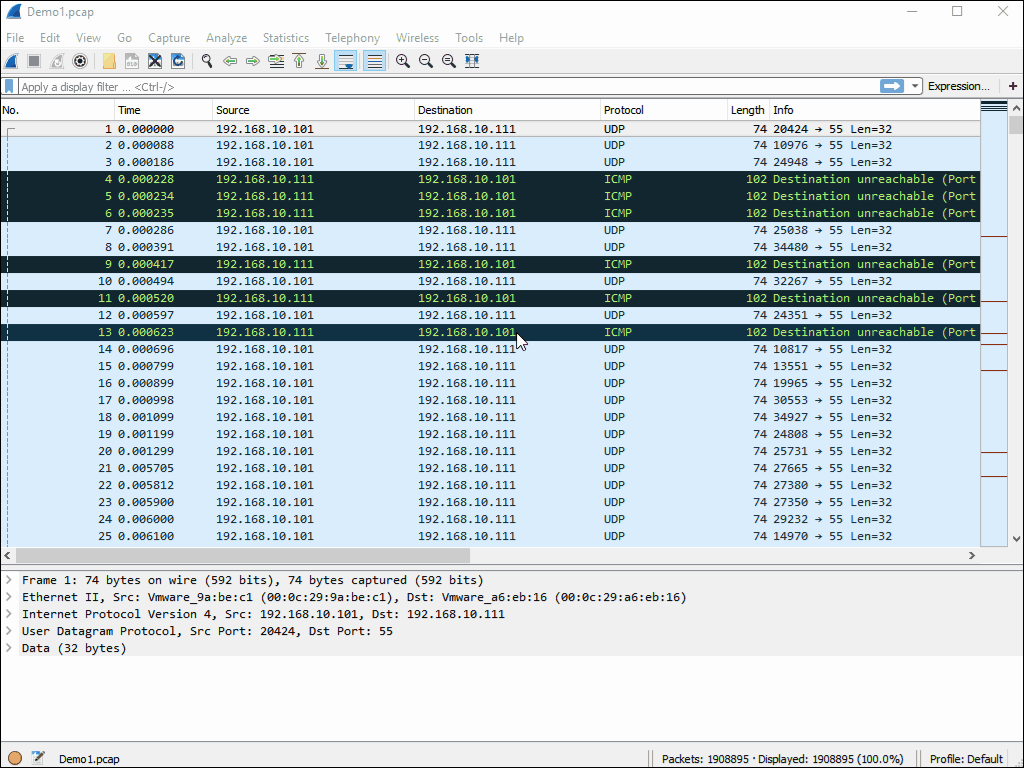 Demo1.pcap
File Edit View Go Capture Analyze Statistics Telephony Wireless Tools Help
Apply a display filter ... <Ctrl-/> Expression... +
No. Time Source Destination Protocol Length Info
1 0.000000 192.168.10.101 192.168.10.111 UDP 74 20424 → 55 Len=32
2 0.000088 192.168.10.101 192.168.10.111 UDP 74 10976 → 55 Len=32
3 0.000186 192.168.10.101 192.168.10.111 UDP 74 24948 → 55 Len=32
4 0.000228 192.168.10.111 192.168.10.101 ICMP 102 Destination unreachable (Port
5 0.000234 192.168.10.111 192.168.10.101 ICMP 102 Destination unreachable (Port
6 0.000235 192.168.10.111 192.168.10.101 ICMP 102 Destination unreachable (Port
7 0.000286 192.168.10.101 192.168.10.111 UDP 74 25038 → 55 Len=32
8 0.000391 192.168.10.101 192.168.10.111 UDP 74 34480 → 55 Len=32
9 0.000417 192.168.10.111 192.168.10.101 ICMP 102 Destination unreachable (Port
10 0.000494 192.168.10.101 192.168.10.111 UDP 74 32267 → 55 Len=32
11 0.000520 192.168.10.111 192.168.10.101 ICMP 102 Destination unreachable (Port
12 0.000597 192.168.10.101 192.168.10.111 UDP 74 24351 → 55 Len=32
13 0.000623 192.168.10.111 192.168.10.101 ICMP 102 Destination unreachable (Port
14 0.000696 192.168.10.101 192.168.10.111 UDP 74 10817 → 55 Len=32
15 0.000799 192.168.10.101 192.168.10.111 UDP 74 13551 → 55 Len=32
16 0.000899 192.168.10.101 192.168.10.111 UDP 74 19965 → 55 Len=32
17 0.000998 192.168.10.101 192.168.10.111 UDP 74 30553 → 55 Len=32
18 0.001099 192.168.10.101 192.168.10.111 UDP 74 34927 → 55 Len=32
19 0.001199 192.168.10.101 192.168.10.111 UDP 74 24808 → 55 Len=32
20 0.001299 192.168.10.101 192.168.10.111 UDP 74 25731 → 55 Len=32
21 0.005705 192.168.10.101 192.168.10.111 UDP 74 27665 → 55 Len=32
22 0.005812 192.168.10.101 192.168.10.111 UDP 74 27380 → 55 Len=32
23 0.005900 192.168.10.101 192.168.10.111 UDP 74 27350 → 55 Len=32
24 0.006000 192.168.10.101 192.168.10.111 UDP 74 29232 → 55 Len=32
25 0.006100 192.168.10.101 192.168.10.111 UDP 74 14970 → 55 Len=32
Frame 1: 74 bytes on wire (592 bits), 74 bytes captured (592 bits)
Ethernet II, Src: Vmware_9a:be:c1 (00:0c:29:9a:be:c1), Dst: Vmware_a6:eb:16 (00:0c:29:a6:eb:16)
Internet Protocol Version 4, Src: 192.168.10.101, Dst: 192.168.10.111
User Datagram Protocol, Src Port: 20424, Dst Port: 55
Data (32 bytes)
Demo1.pcap Packets: 1908895 · Displayed: 1908895 (100.0%) Profile: Default